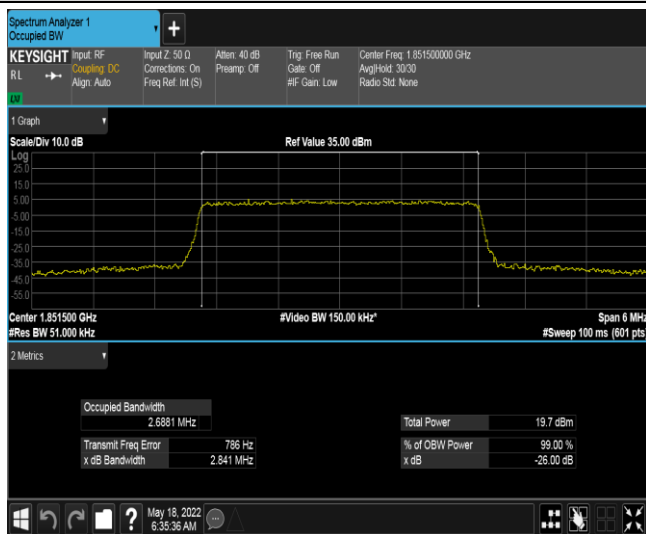 Spectrum Analyzer 1
Occupied BW
+
KEYSIGHT
RL
LXI
Input: RF
Coupling: DC
Align: Auto
Input Z: 50 Ω
Corrections: On
Freq Ref: Int (S)
Atten: 40 dB
Preamp: Off
Trig: Free Run
Gate: Off
#IF Gain: Low
Center Freq: 1.851500000 GHz
Avg|Hold: 30/30
Radio Std: None
1 Graph
Scale/Div 10.0 dB
Ref Value 35.00 dBm
Log
25.0
15.0
5.00
-5.00
-15.0
-25.0
-35.0
-45.0
-55.0
Center 1.851500 GHz
#Video BW 150.00 kHz*
Span 6 MHz
#Res BW 51.000 kHz
#Sweep 100 ms (601 pts)
2 Metrics
Occupied Bandwidth
2.6881 MHz
Total Power 19.7 dBm
Transmit Freq Error 786 Hz
% of OBW Power 99.00 %
x dB Bandwidth 2.841 MHz
x dB -26.00 dB
?
May 18, 2022
6:35:36 AM